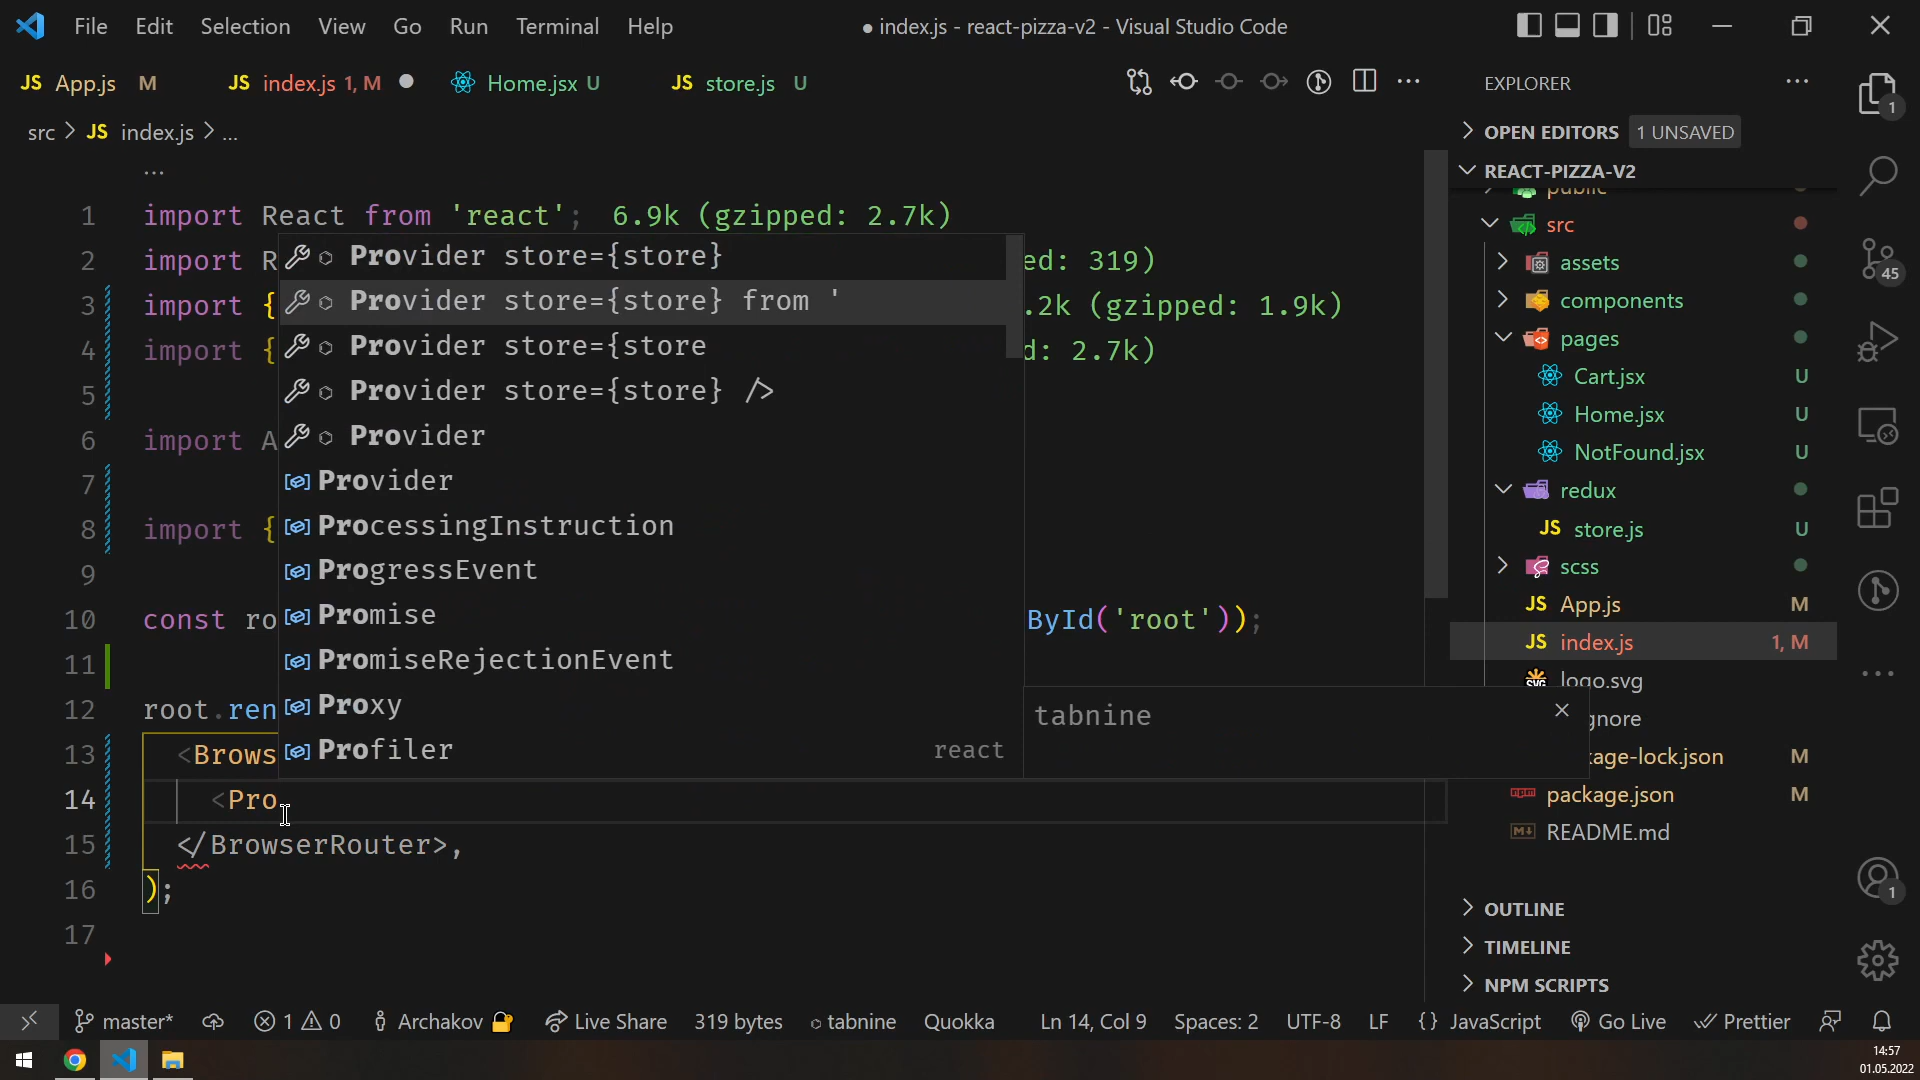 File Edit Selection View Go Run Terminal Help
● index.js - react-pizza-v2 - Visual Studio Code
JS App.js M
JS index.js 1, M
Home.jsx U
JS store.js U
src > JS index.js > ...
...
1 import React from 'react'; 6.9k (gzipped: 2.7k)
2 import R ed: 319)
3 import { .2k (gzipped: 1.9k)
4 import { d: 2.7k)
5
6 import A
7
8 import {
9
10 const ro ById('root'));
11
12 root.ren
13 <Brows
14 <Pro
15 </BrowserRouter>,
16 );
17
Provider store={store}
Provider store={store} from '
Provider store={store
Provider store={store} />
Provider
Provider
ProcessingInstruction
ProgressEvent
Promise
PromiseRejectionEvent
Proxy
Profiler react
tabnine
EXPLORER
OPEN EDITORS 1 UNSAVED
REACT-PIZZA-V2
public
src
assets
components
pages
Cart.jsx U
Home.jsx U
NotFound.jsx U
redux
JS store.js U
scss
JS App.js M
JS index.js 1, M
logo.svg
gnore
kage-lock.json M
package.json M
README.md
OUTLINE
TIMELINE
NPM SCRIPTS
1
45
1
master* 1 0 Archakov Live Share 319 bytes tabnine Quokka Ln 14, Col 9 Spaces: 2 UTF-8 LF {} JavaScript Go Live Prettier
14:57
01.05.2022